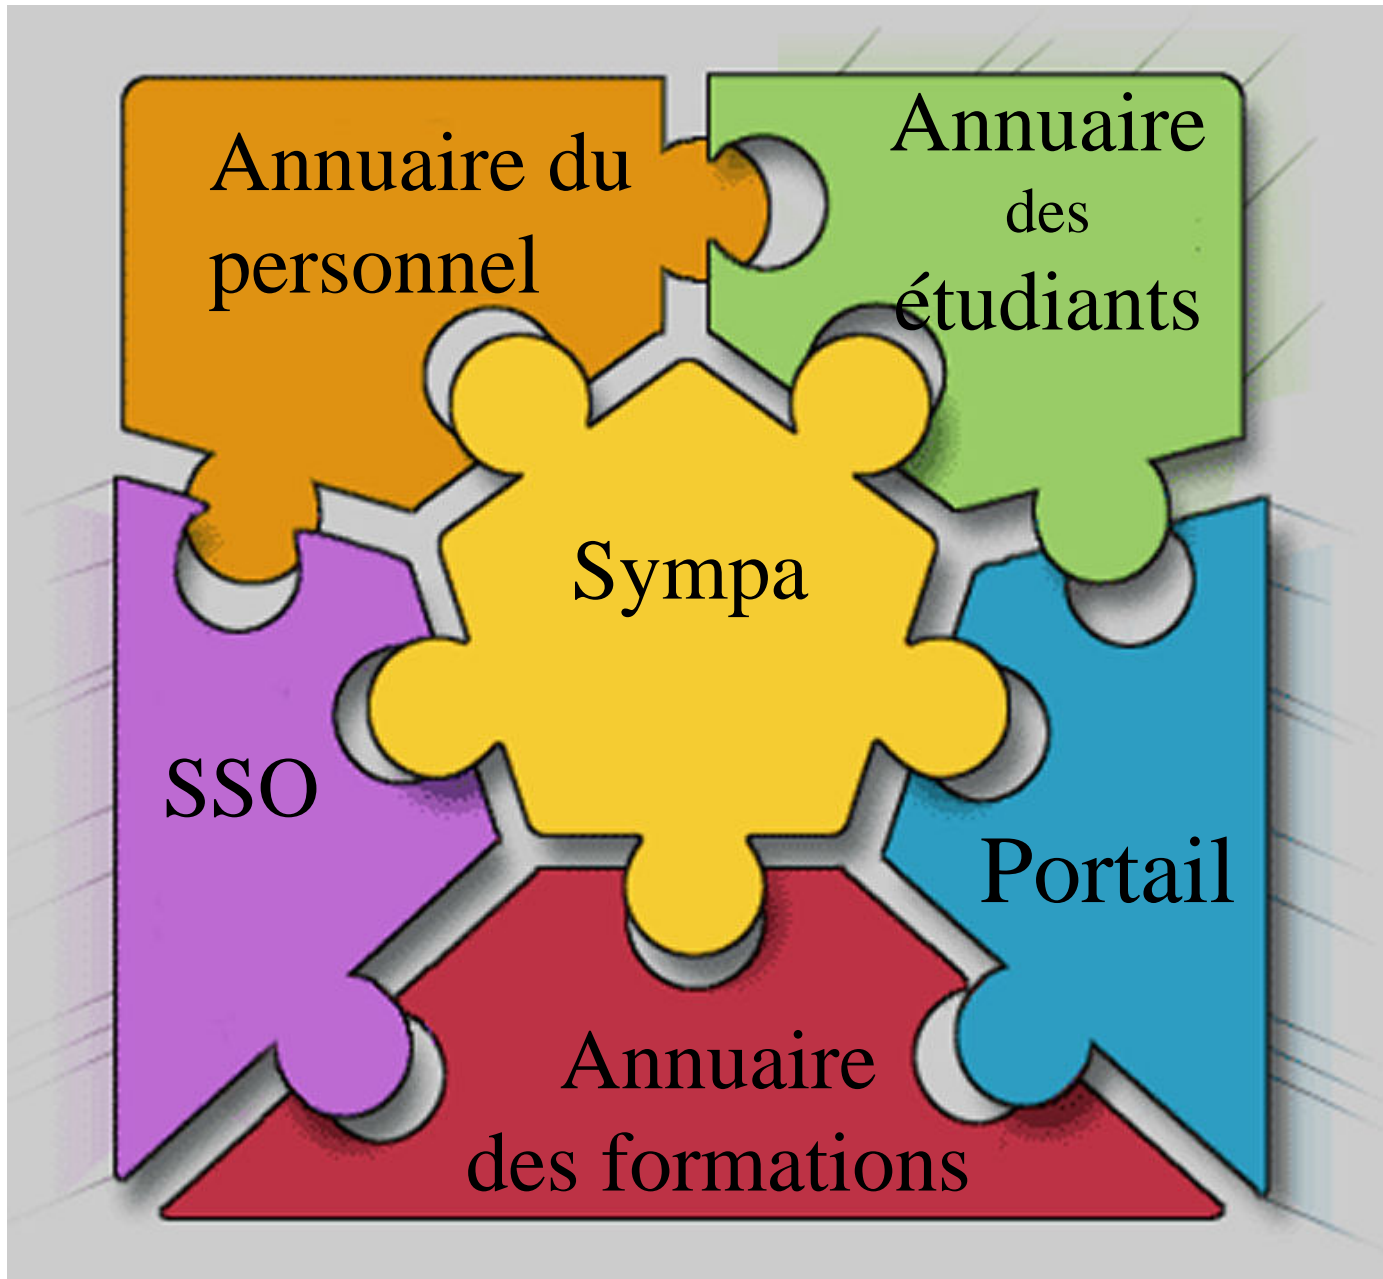 Annuaire du
personnel
Annuaire
des
étudiants
Sympa
SSO
Portail
Annuaire
des formations